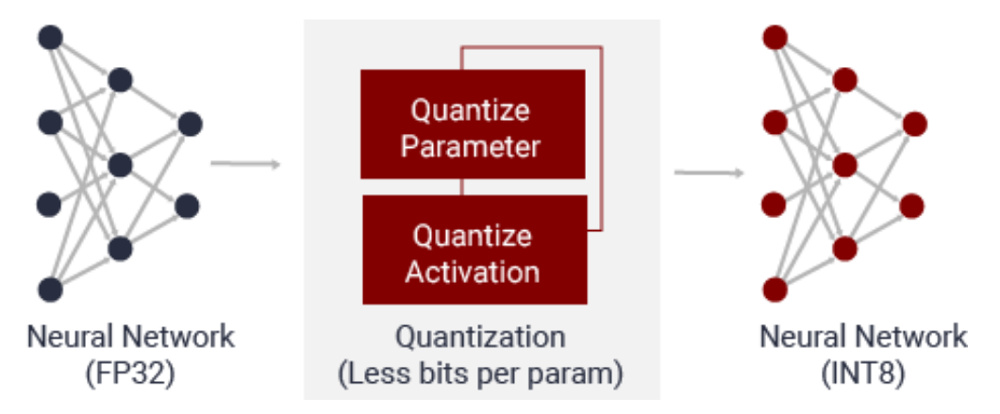 Quantize
Parameter
Quantize
Activation
Neural Network
(FP32)
Quantization
(Less bits per param)
Neural Network
(INT8)